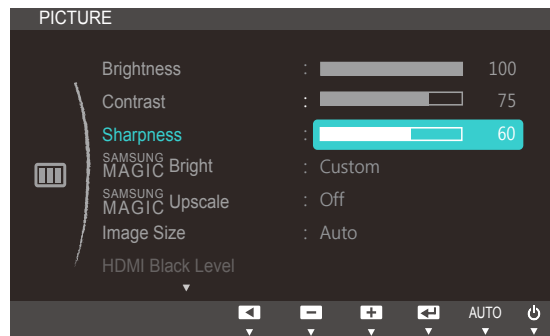 PICTURE
Brightness : 100
Contrast : 75
Sharpness : 60
SAMSUNG
MAGIC Bright : Custom
SAMSUNG
MAGIC Upscale : Off
Image Size : Auto
HDMI Black Level
AUTO